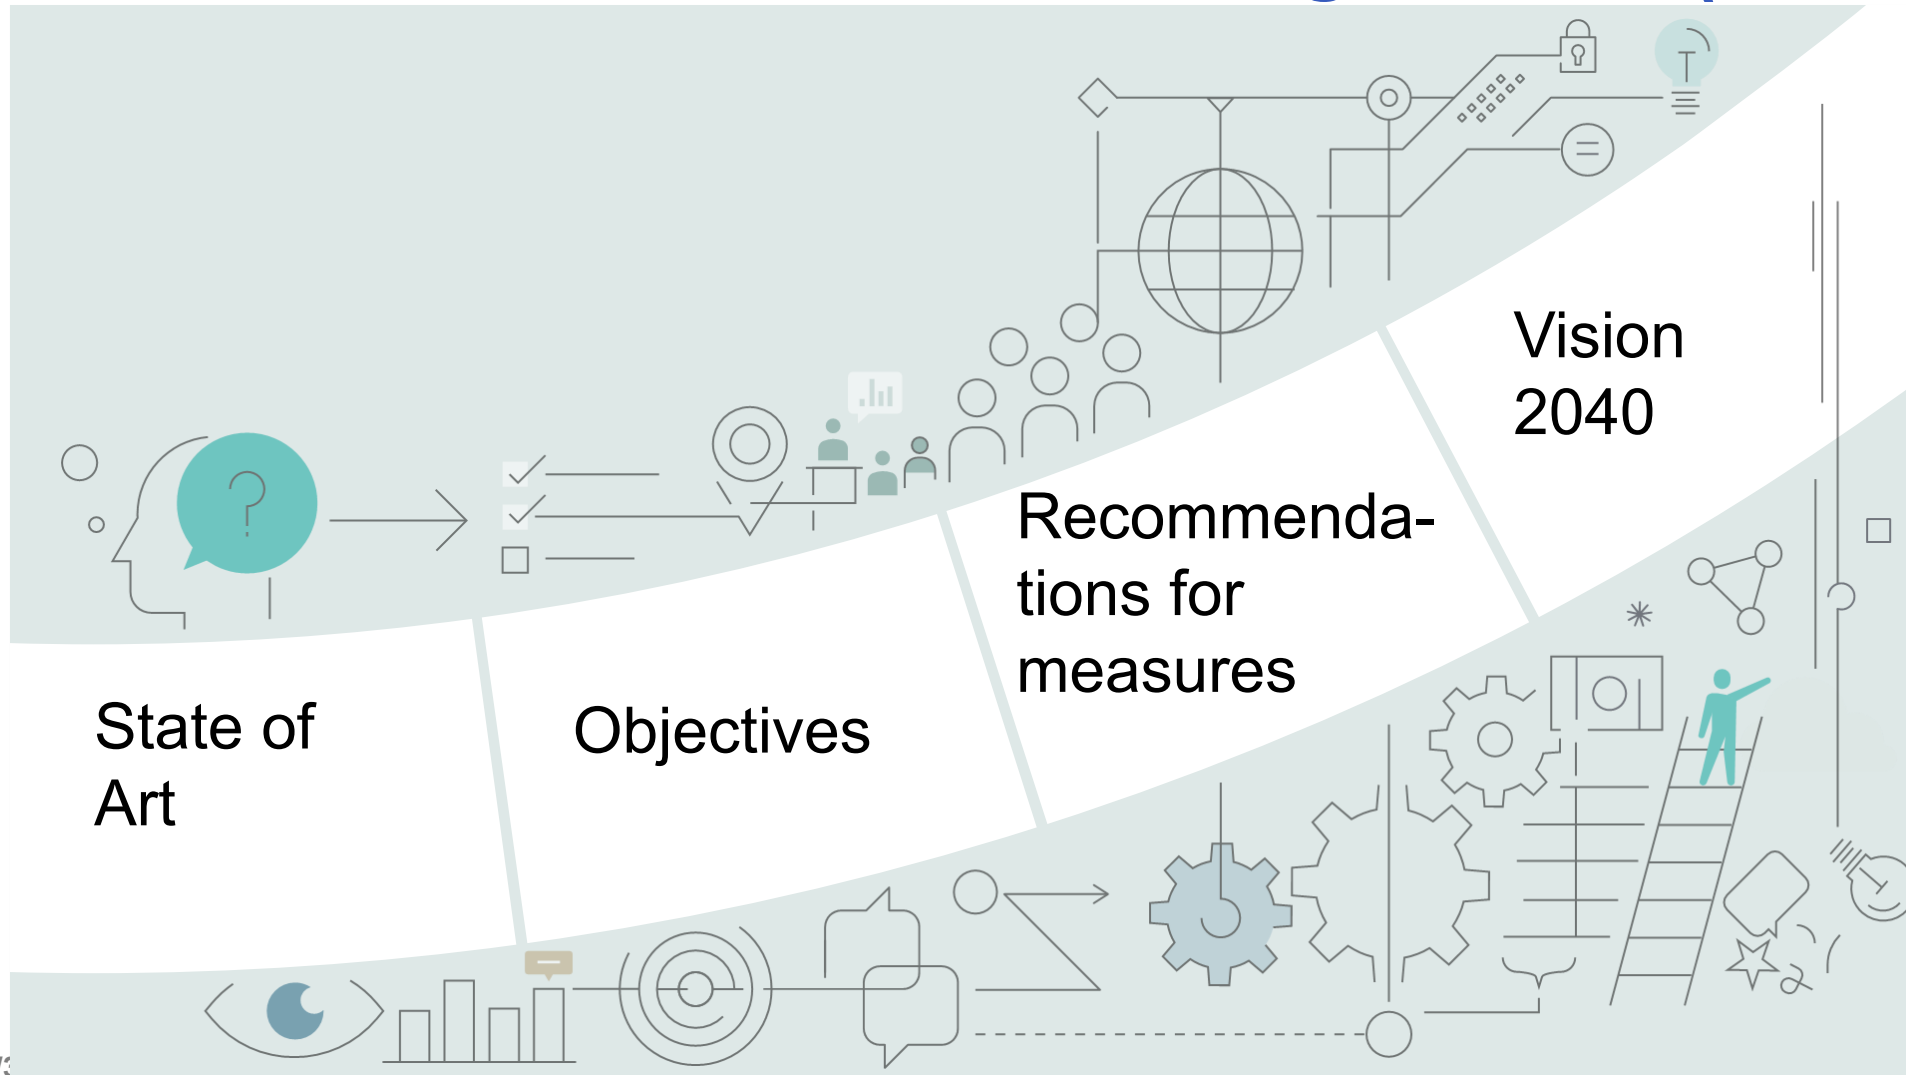 State of
Art
Objectives
Recommenda-
tions for
measures
Vision
2040